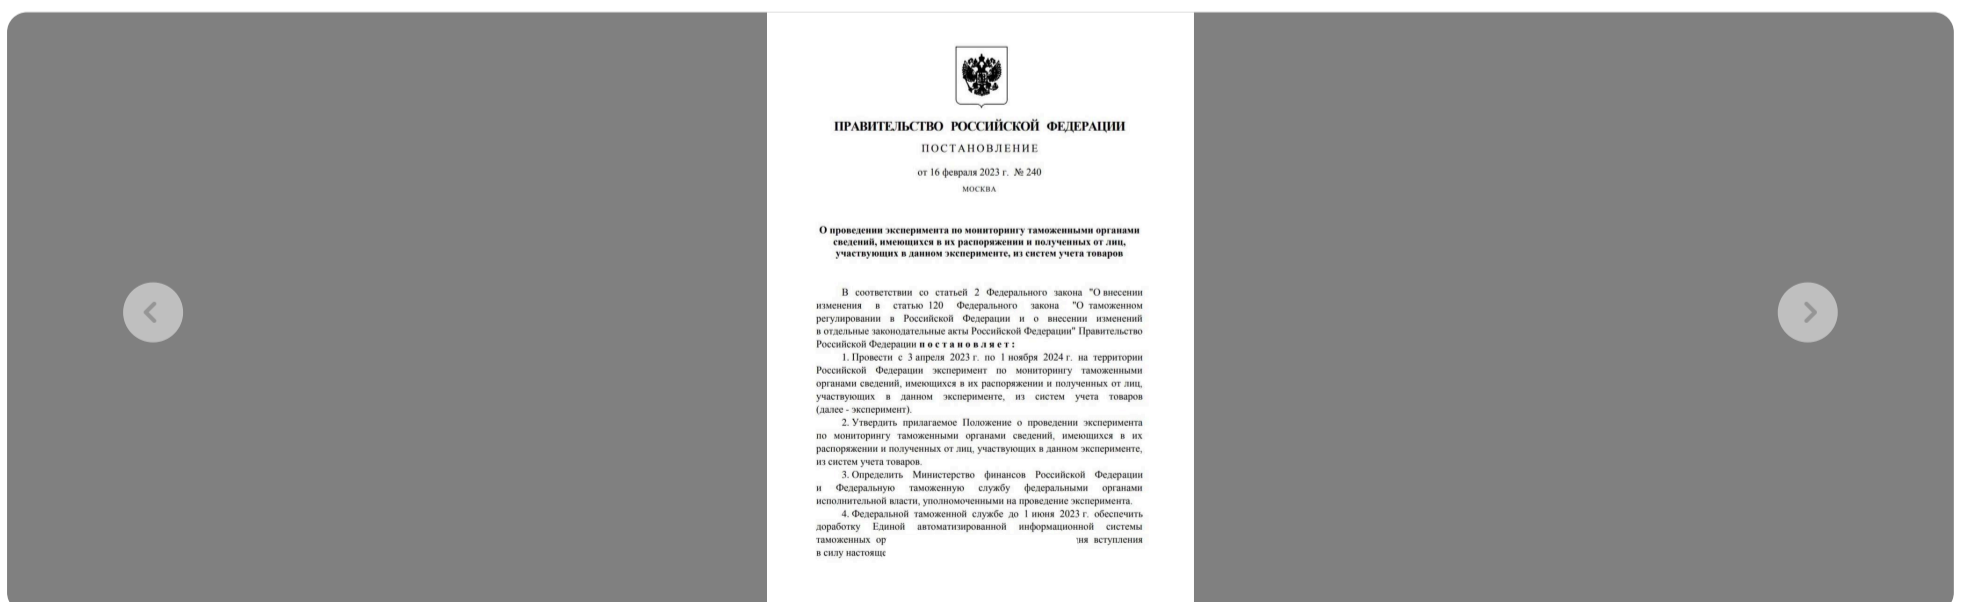 ПРАВИТЕЛЬСТВО РОССИЙСКОЙ ФЕДЕРАЦИИ
ПОСТАНОВЛЕНИЕ
от 16 февраля 2023 г. № 240
МОСКВА
О проведении эксперимента по мониторингу таможенными органами
сведений, имеющихся в их распоряжении и полученных от лиц,
участвующих в данном эксперименте, из систем учета товаров
В соответствии со статьей 2 Федерального закона "О внесении
изменения в статью 120 Федерального закона "О таможенном
регулировании в Российской Федерации и о внесении изменений
в отдельные законодательные акты Российской Федерации" Правительство
Российской Федерации постановляет:
1. Провести с 3 апреля 2023 г. по 1 ноября 2024 г. на территории
Российской Федерации эксперимент по мониторингу таможенными
органами сведений, имеющихся в их распоряжении и полученных от лиц,
участвующих в данном эксперименте, из систем учета товаров
(далее - эксперимент).
2. Утвердить прилагаемое Положение о проведении эксперимента
по мониторингу таможенными органами сведений, имеющихся в их
распоряжении и полученных от лиц, участвующих в данном эксперименте,
из систем учета товаров.
3. Определить Министерство финансов Российской Федерации
и Федеральную таможенную службу федеральными органами
исполнительной власти, уполномоченными на проведение эксперимента.
4. Федеральной таможенной службе до 1 июня 2023 г. обеспечить
доработку Единой автоматизированной информационной системы
таможенных вступления
в силу